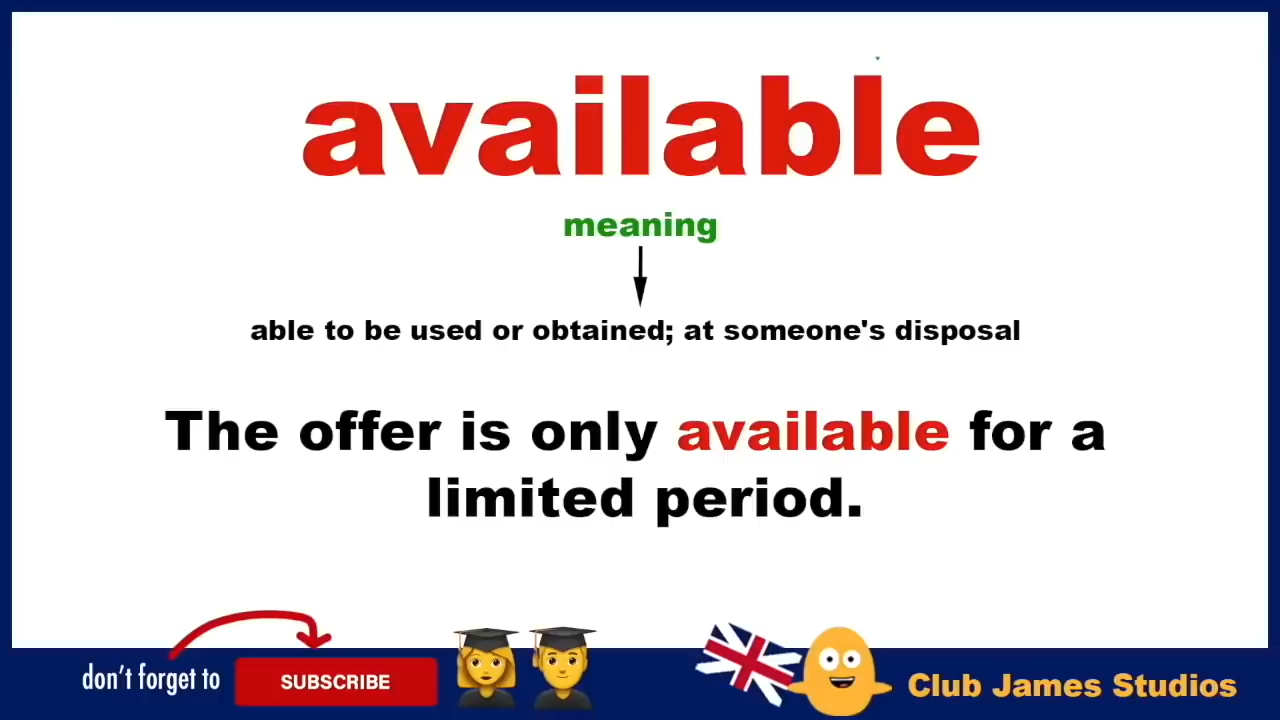 available
meaning
able to be used or obtained; at someone's disposal
The offer is only available for a
limited period.
don't forget to
SUBSCRIBE
Club James Studios